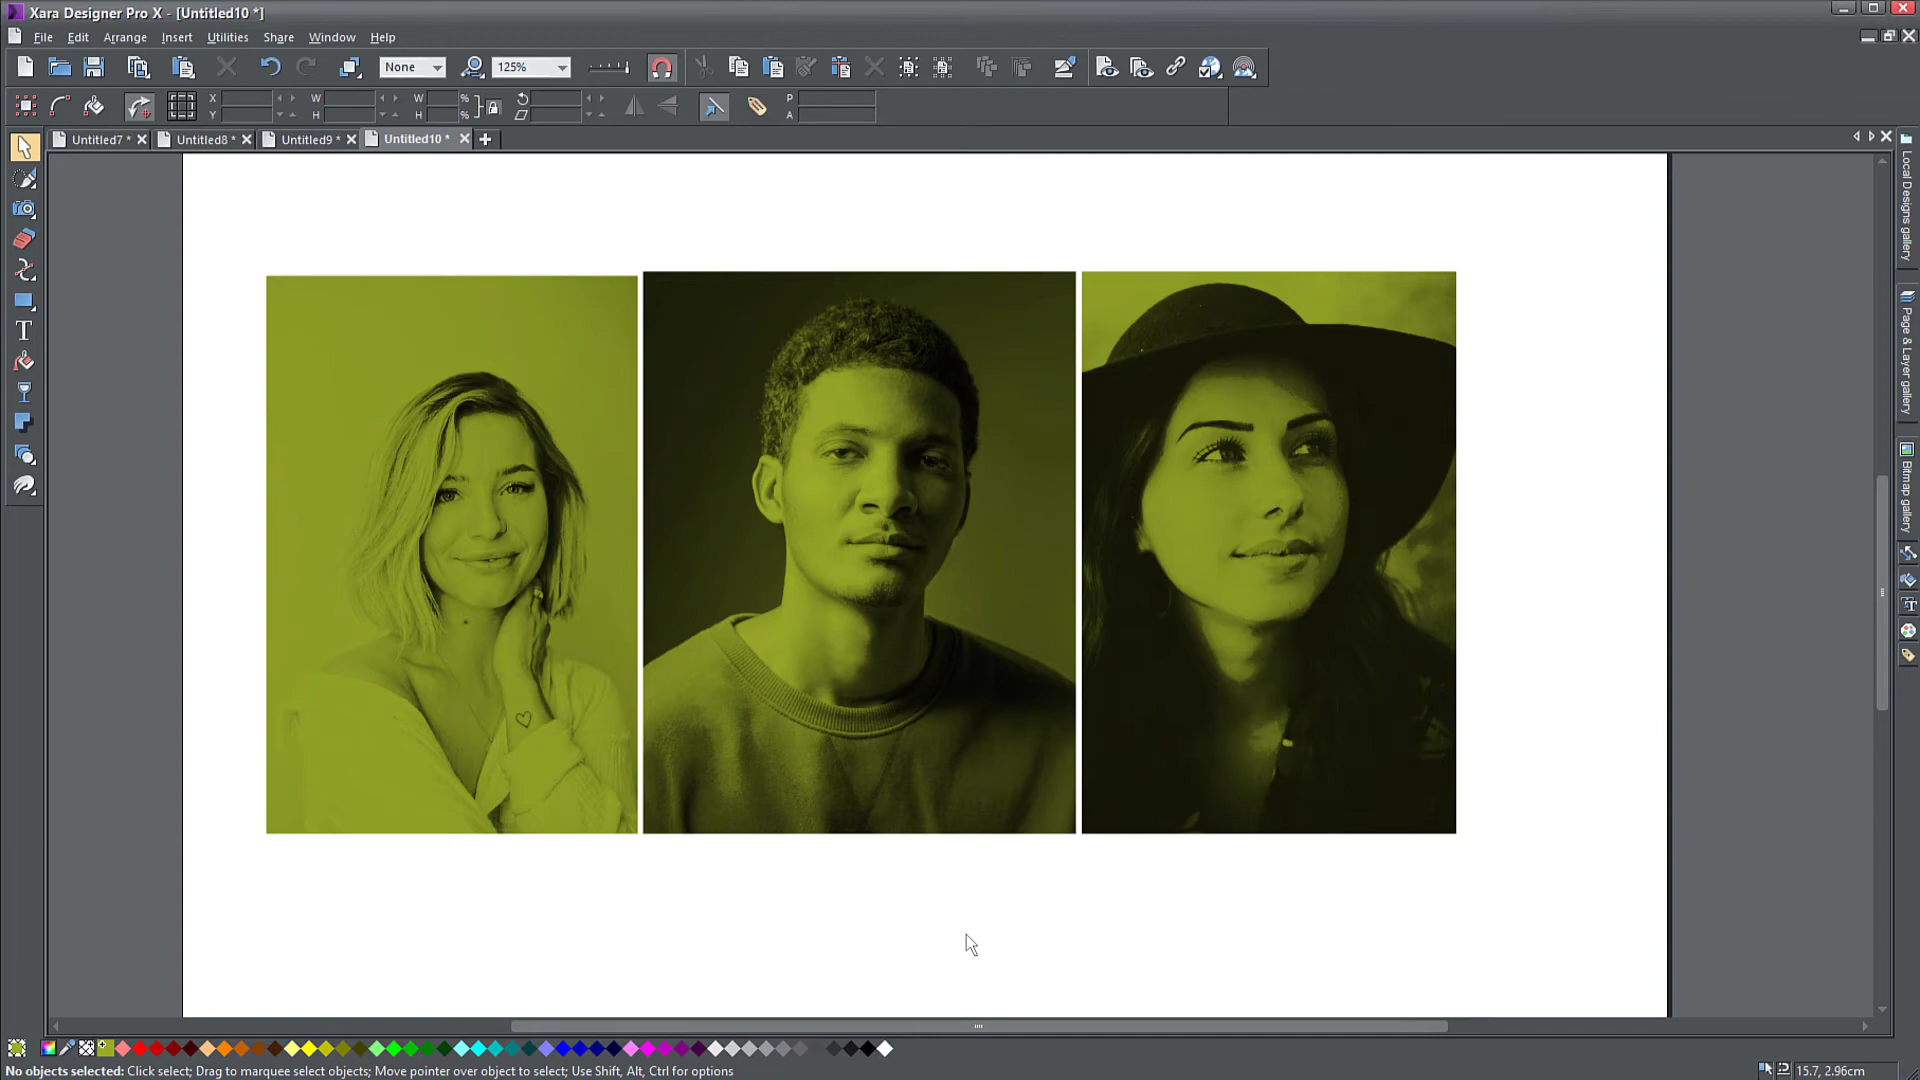 Xara Designer Pro X - [Untitled10 *]
File Edit Arrange Insert Utilities Share Window Help
None 125%
X W W % P
Y H H % A
Untitled7 * Untitled8 * Untitled9 * Untitled10 *
Local Designs gallery
Page & Layer gallery
Bitmap gallery
No objects selected: Click select; Drag to marquee select objects; Move pointer over object to select; Use Shift, Alt, Ctrl for options
15.7, 2.96cm